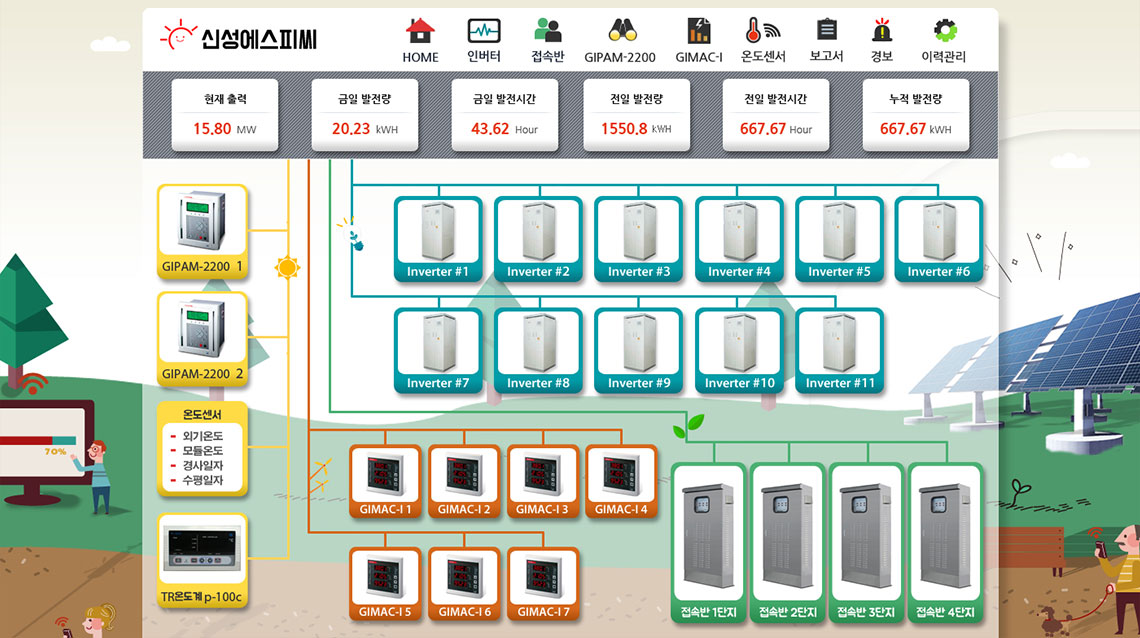 신성에스피씨
HOME
인버터
접속반
GIPAM-2200
GIMAC-I
온도센서
보고서
경보
이력관리
현재 출력
15.80 MW
금일 발전량
20.23 kWH
금일 발전시간
43.62 Hour
전일 발전량
1550.8 kWH
전일 발전시간
667.67 Hour
누적 발전량
667.67 kWH
GIPAM-2200 1
GIPAM-2200 2
온도센서
- 외기온도
- 모듈온도
- 경사일자
- 수평일자
TR온도계 p-100c
Inverter #1
Inverter #2
Inverter #3
Inverter #4
Inverter #5
Inverter #6
Inverter #7
Inverter #8
Inverter #9
Inverter #10
Inverter #11
GIMAC-I 1
GIMAC-I 2
GIMAC-I 3
GIMAC-I 4
GIMAC-I 5
GIMAC-I 6
GIMAC-I 7
접속반 1단지
접속반 2단지
접속반 3단지
접속반 4단지
70%